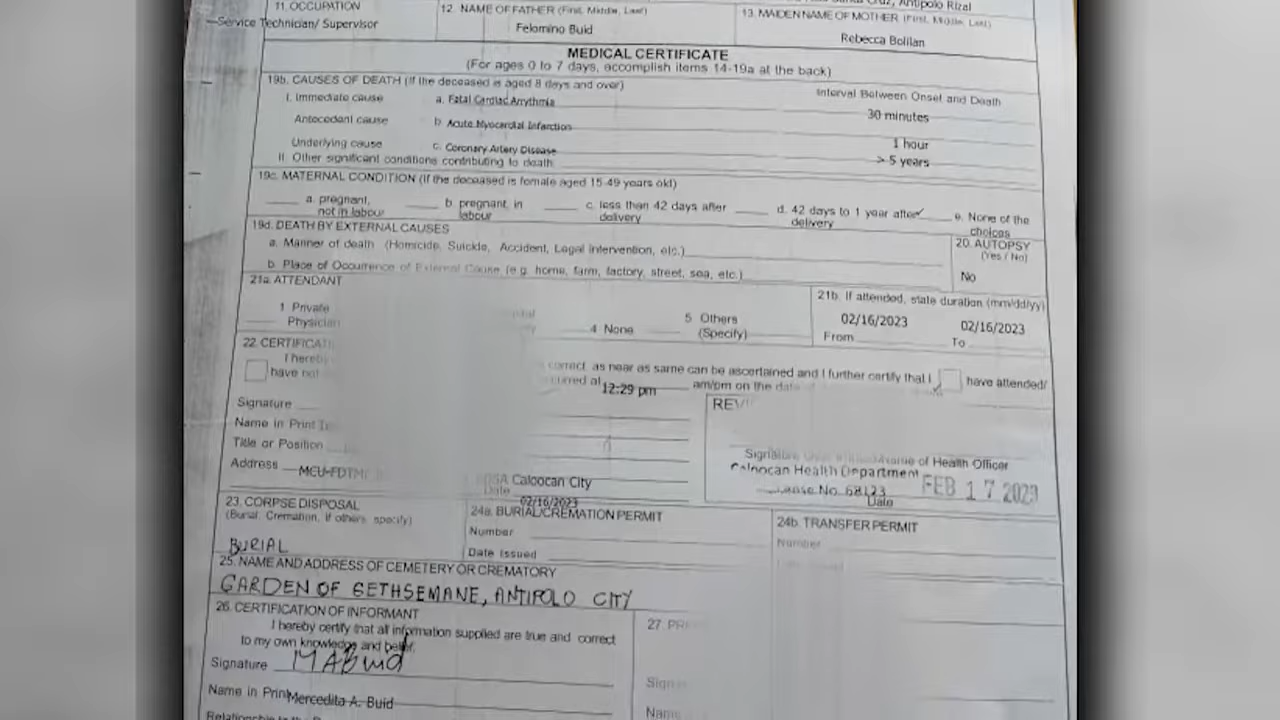 Cruz, Antipolo Rizal
11. OCCUPATION
Service Technician/ Supervisor
12. NAME OF FATHER (First, Middle, Last)
Felomino Buid
13. MAIDEN NAME OF MOTHER (First, Middle, Last)
Rebecca Bolilan
MEDICAL CERTIFICATE
(For ages 0 to 7 days, accomplish items 14-19a at the back)
19b. CAUSES OF DEATH (If the deceased is aged 8 days and over)
Interval Between Onset and Death
I. Immediate cause a. Fatal Cardiac Arrythmia 30 minutes
Antecedent cause b Acute Myocardial Infarction 1 hour
Underlying cause c. Coronary Artery Disease > 5 years
II. Other significant conditions contributing to death:
19c. MATERNAL CONDITION (If the deceased is female aged 15-49 years old)
a. pregnant, not in labour
b pregnant, in labour
c. less than 42 days after delivery
d. 42 days to 1 year after delivery
e. None of the choices
19d. DEATH BY EXTERNAL CAUSES
a. Manner of death (Homicide, Suicide, Accident, Legal Intervention, etc.)
b. Place of Occurrence of External Cause (e.g. home, farm, factory, street, sea, etc.)
20. AUTOPSY
(Yes / No)
No
21a. ATTENDANT
1 Private
Physician
4 None
5 Others
(Specify)
21b. If attended, state duration (mm/dd/yy)
02/16/2023 02/16/2023
From To
22. CERTIFICATI
I hereby
correct, as near as same can be ascertained and I further certify that I have attended/
have not
12:29 pm am/pm on the date of
Signature
Name in Print
Title or Position
Address MCU-FDTM
Caloocan City
Date 02/16/2023
REVI
Signature Over Name of Health Officer
Caloocan Health Department
License No. 68123
FEB 17 2023
Date
23. CORPSE DISPOSAL
(Burial, Cremation, if others, specify)
BURIAL
24a. BURIAL/CREMATION PERMIT
Number
Date Issued
24b. TRANSFER PERMIT
Number
25. NAME AND ADDRESS OF CEMETERY OR CREMATORY
GARDEN OF GETHSEMANE, ANTIPOLO CITY
26. CERTIFICATION OF INFORMANT
I hereby certify that all information supplied are true and correct
to my own knowledge and belief.
Signature MABuid
Name in Print Mercedita A. Buid
27. PR
Sign
Name